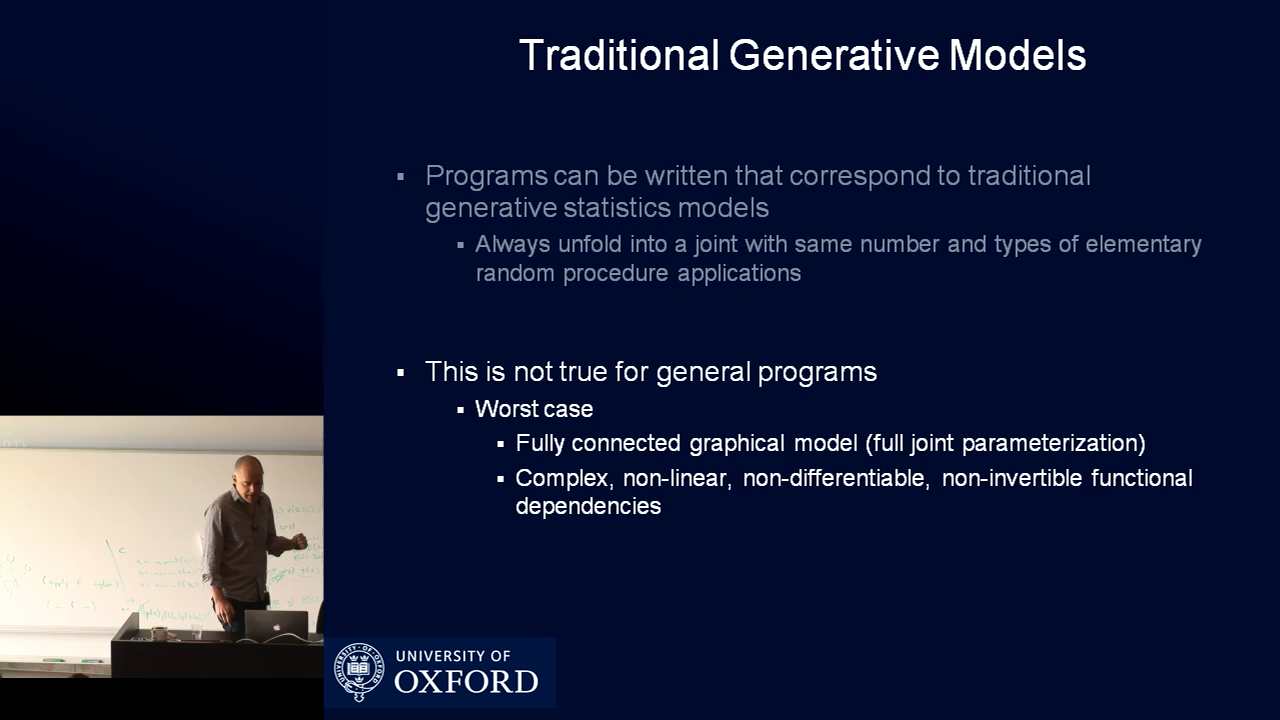 Traditional Generative Models
▪ Programs can be written that correspond to traditional
generative statistics models
▪ Always unfold into a joint with same number and types of elementary
random procedure applications
▪ This is not true for general programs
▪ Worst case
▪ Fully connected graphical model (full joint parameterization)
▪ Complex, non-linear, non-differentiable, non-invertible functional
dependencies
UNIVERSITY OF
OXFORD